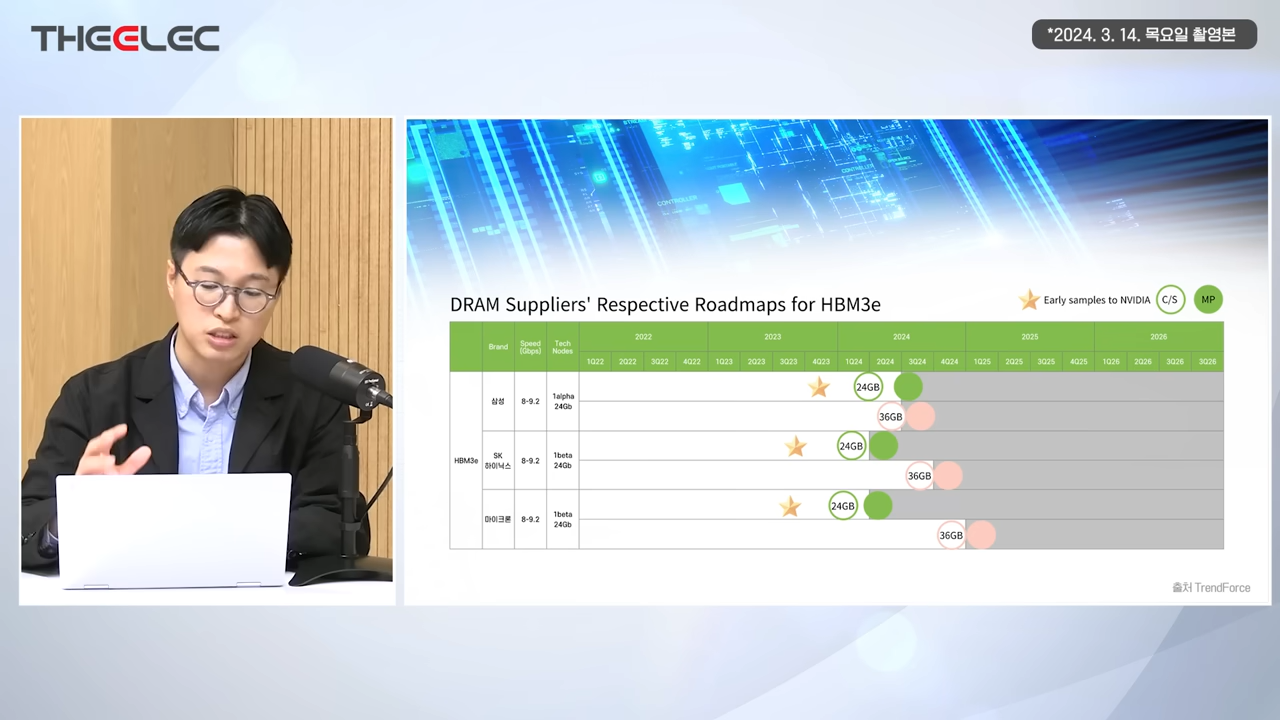 THEELEC
*2024. 3. 14. 목요일 촬영본
CONTROLLER
CONTROLLER
CONTROLLER
DRAM Suppliers' Respective Roadmaps for HBM3e
Early samples to NVIDIA C/S MP
Brand Speed (Gbps) Tech Nodes 2022 2023 2024 2025 2026
1Q22 2Q22 3Q22 4Q22 1Q23 2Q23 3Q23 4Q23 1Q24 2Q24 3Q24 4Q24 1Q25 2Q25 3Q25 4Q25 1Q26 2Q26 3Q26 3Q26
HBM3e
삼성 8-9.2 1alpha 24Gb 24GB
36GB
SK 하이닉스 8-9.2 1beta 24Gb 24GB
36GB
마이크론 8-9.2 1beta 24Gb 24GB
36GB
출처 TrendForce